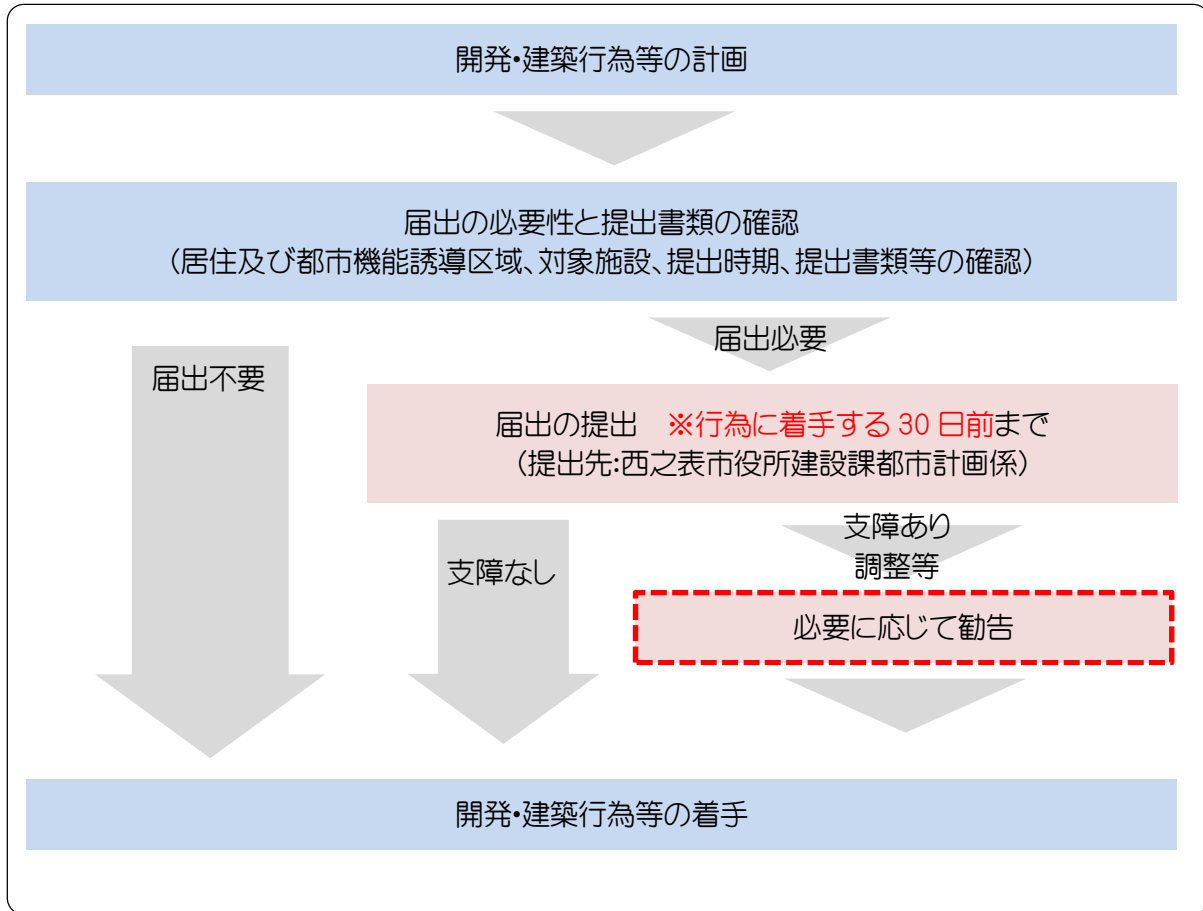 開発・建築行為等の計画
届出の必要性と提出書類の確認
（居住及び都市機能誘導区域、対象施設、提出時期、提出書類等の確認）
届出必要
届出不要
届出の提出　※行為に着手する 30 日前まで
（提出先：西之表市役所建設課都市計画係）
支障なし
支障あり
調整等
必要に応じて勧告
開発・建築行為等の着手